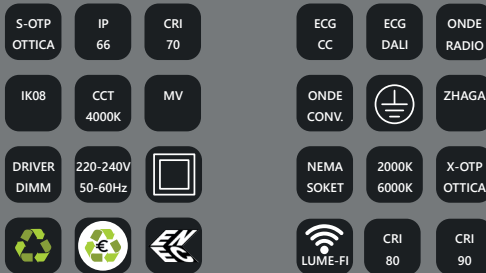 S-OTP
OTTICA
IP
66
CRI
70
ECG
CC
ECG
DALI
ONDE
RADIO
IK08
CCT
4000K
MV
ONDE
CONV.
ZHAGA
DRIVER
DIMM
220-240V
50-60Hz
NEMA
SOKET
2000K
6000K
X-OTP
OTTICA
€
ENEC
LUME-FI
CRI
80
CRI
90